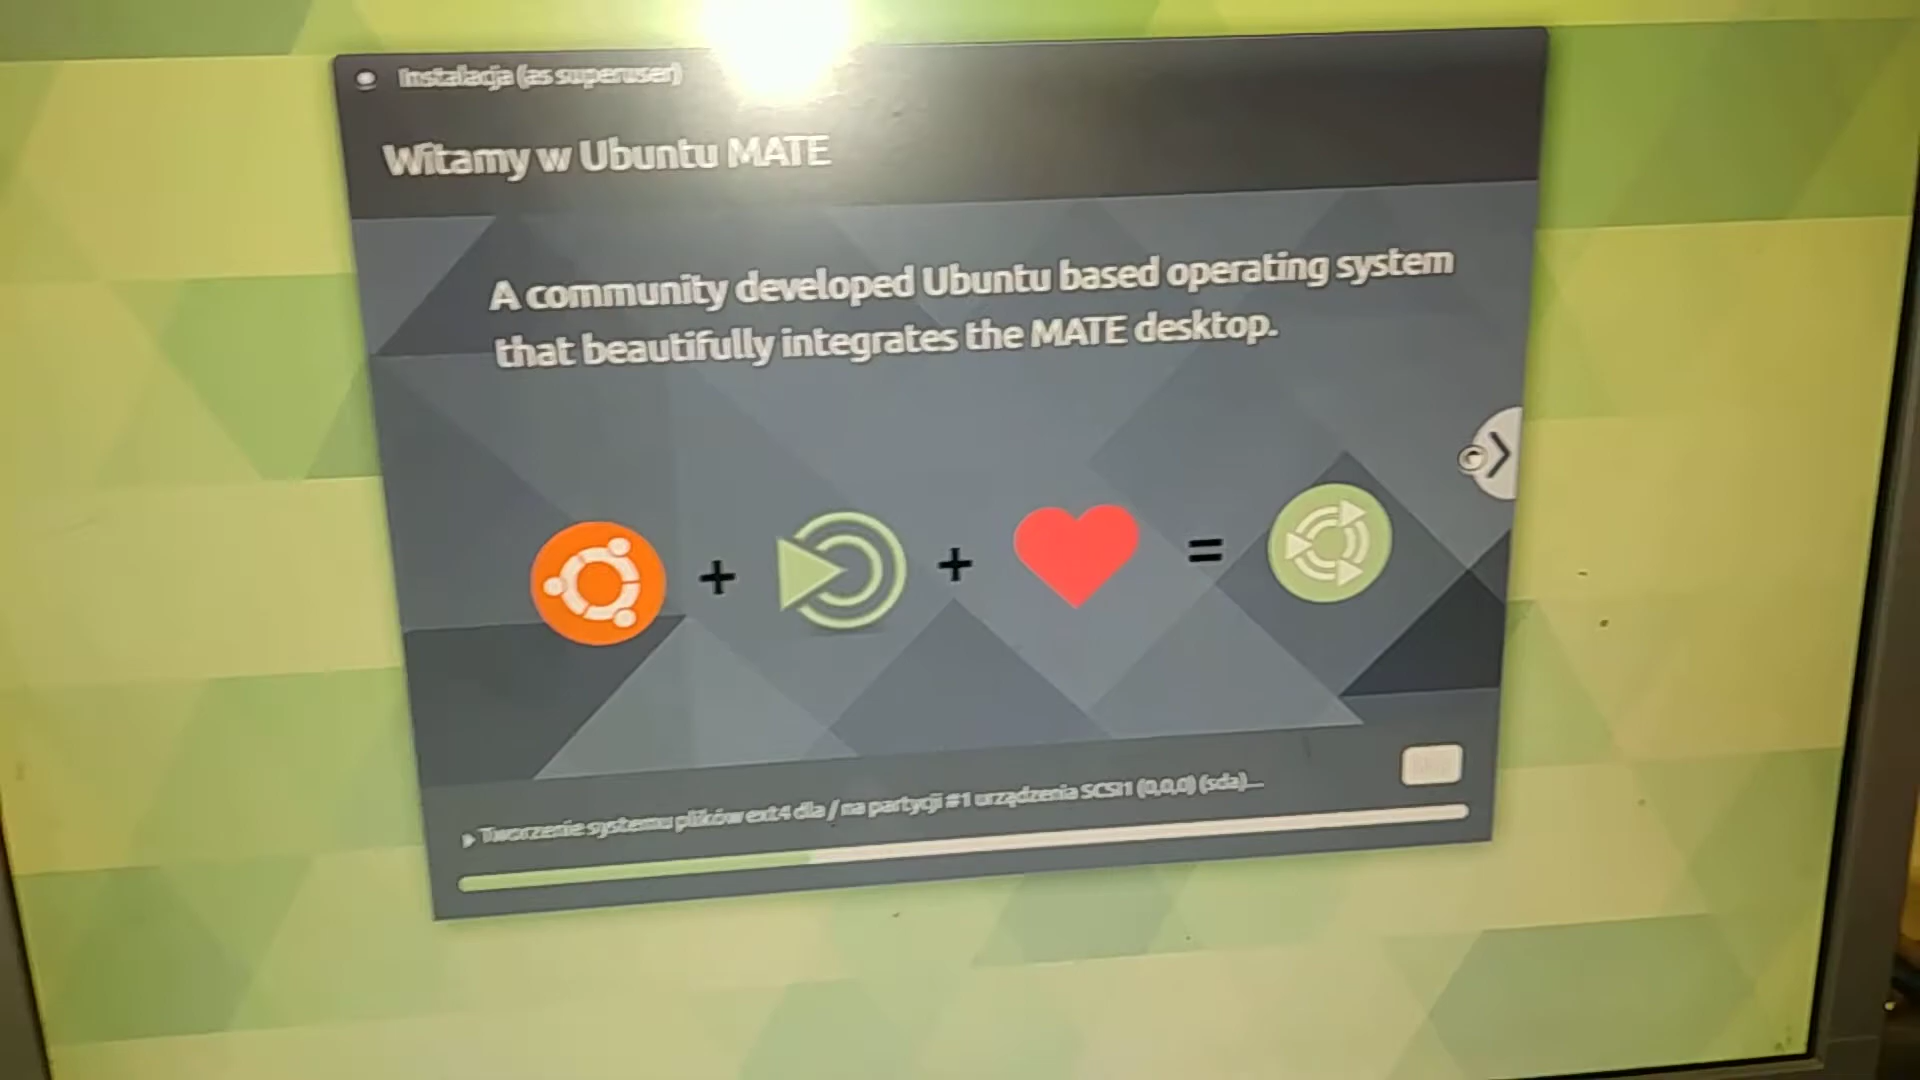 Instalacja (as superuser)
Witamy w Ubuntu MATE
A community developed Ubuntu based operating system
that beautifully integrates the MATE desktop.
+ + =
Tworzenie systemu plików ext4 dla / na partycji #1 urządzenia SCSI1 (0,0,0) (sda)...